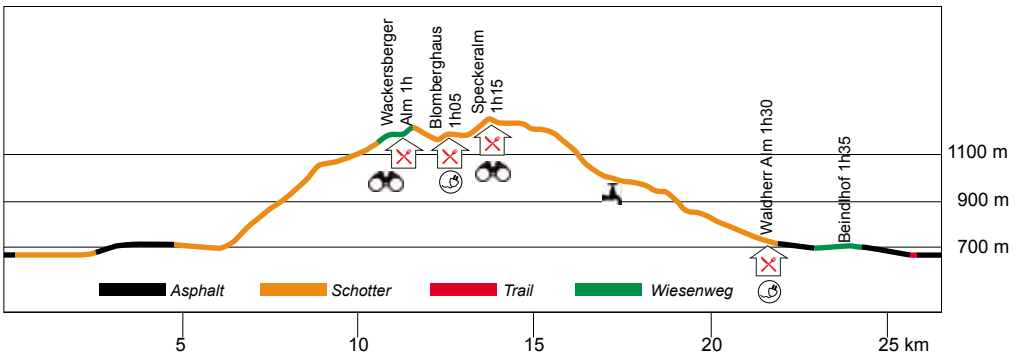 Wackersberger
Alm 1h
Blomberghaus
1h05
Speckeralm
1h15
Waldherr Alm 1h30
Beindlhof 1h35
1100 m
900 m
700 m
Asphalt
Schotter
Trail
Wiesenweg
5
10
15
20
25 km